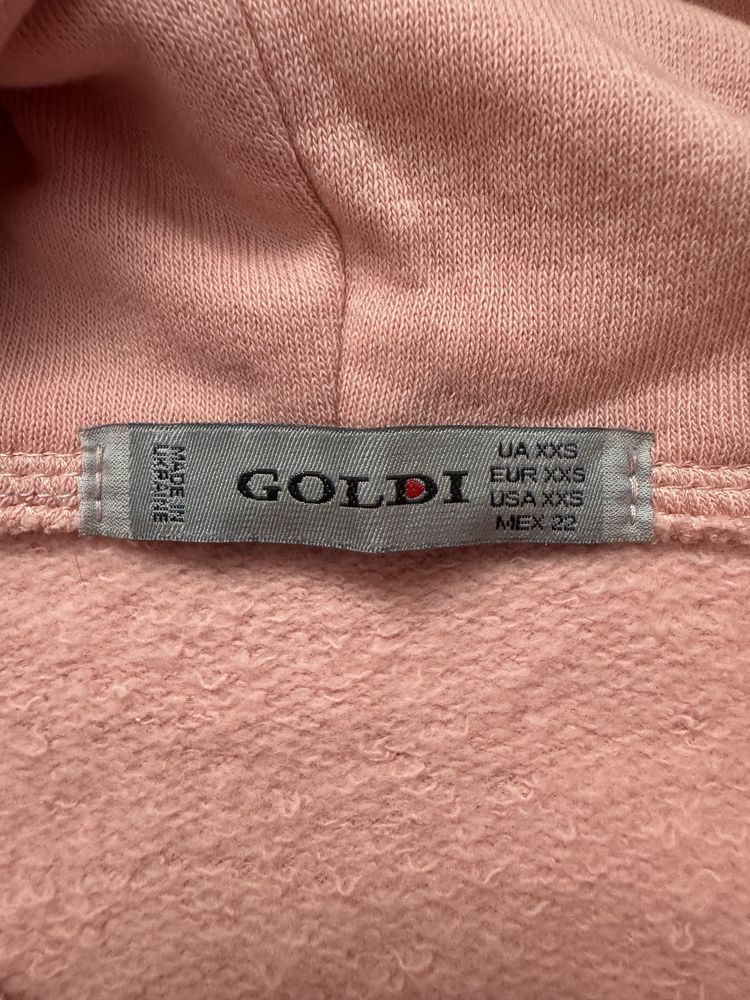 MADE IN
UKRAINE
GOLDI
UA XXS
EUR XXS
USA XXS
MEX 22